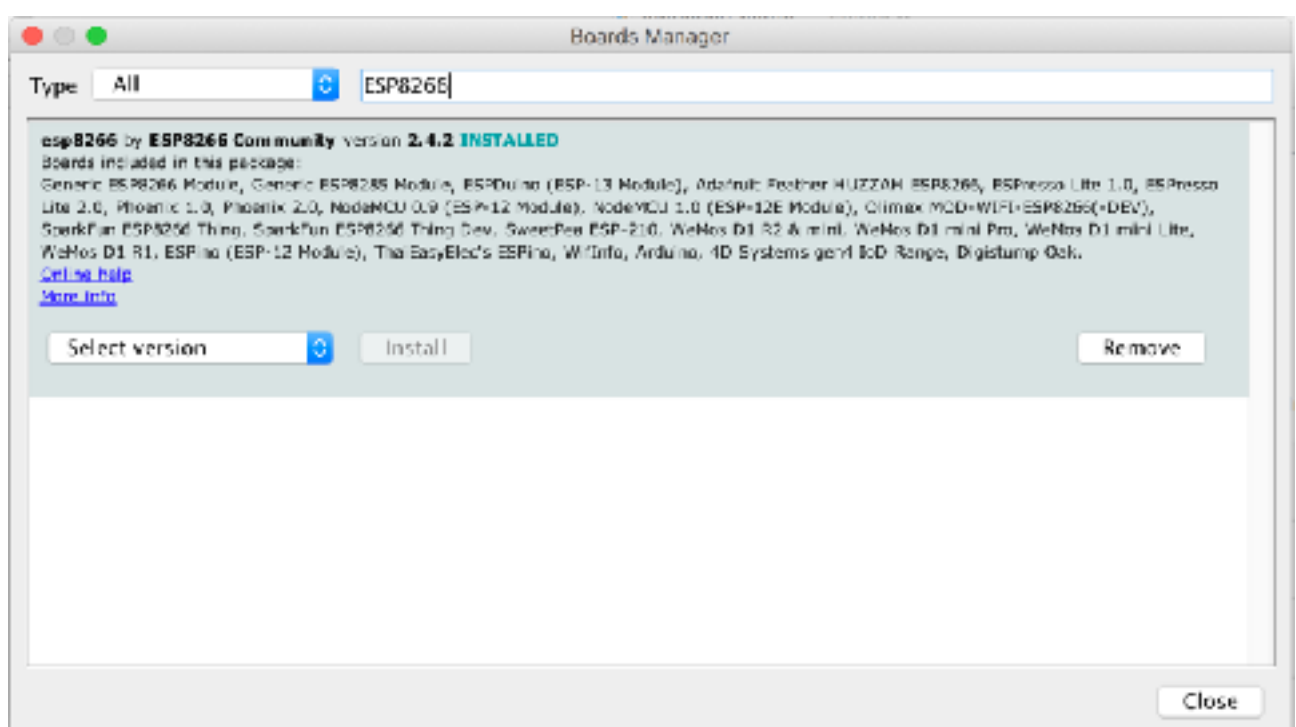 Boards Manager
Type All ESP8266
esp8266 by ESP8266 Community version 2.4.2 INSTALLED
Boards included in this package:
Generic ESP8266 Module, Generic ESP8285 Module, ESPDuino (ESP-13 Module), Adafruit Feather HUZZAH ESP8266, ESPresso Lite 1.0, ESPresso
Lite 2.0, Phoenix 1.0, Phoenix 2.0, NodeMCU 0.9 (ESP-12 Module), NodeMCU 1.0 (ESP-12E Module), Olimex MOD-WIFI-ESP8266(-DEV),
SparkFun ESP8266 Thing, SparkFun ESP8266 Thing Dev, SweetPea ESP-210, WeMos D1 R2 & mini, WeMos D1 mini Pro, WeMos D1 mini Lite,
WeMos D1 R1, ESPino (ESP-12 Module), ThaiEasyElec's ESPino, WifInfo, Arduino, 4D Systems gen4 IoD Range, Digistump Oak.
Online help
More info
Select version Install Remove
Close